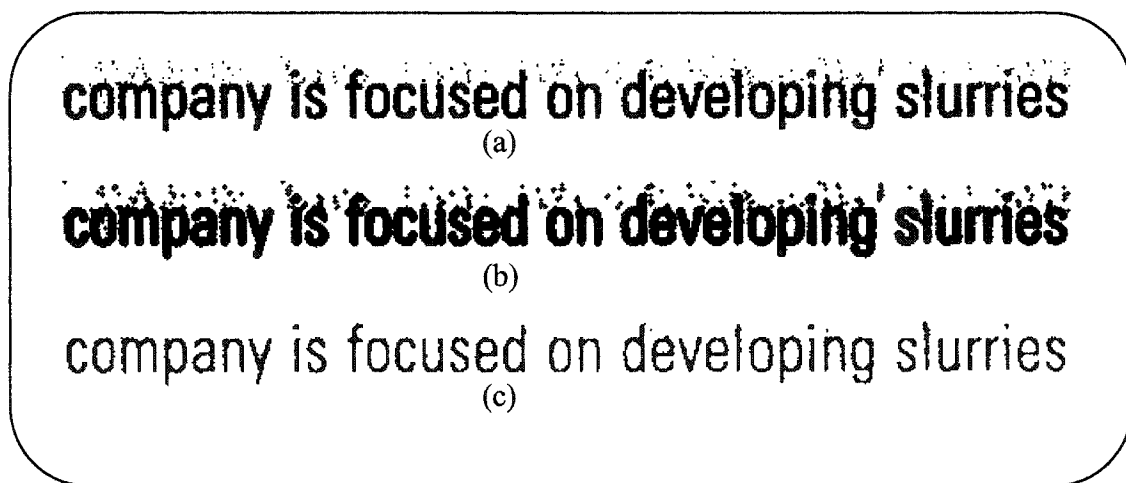 company is focused on developing slurries
(a)
company is focused on developing slurries
(b)
company is focused on developing slurries
(c)